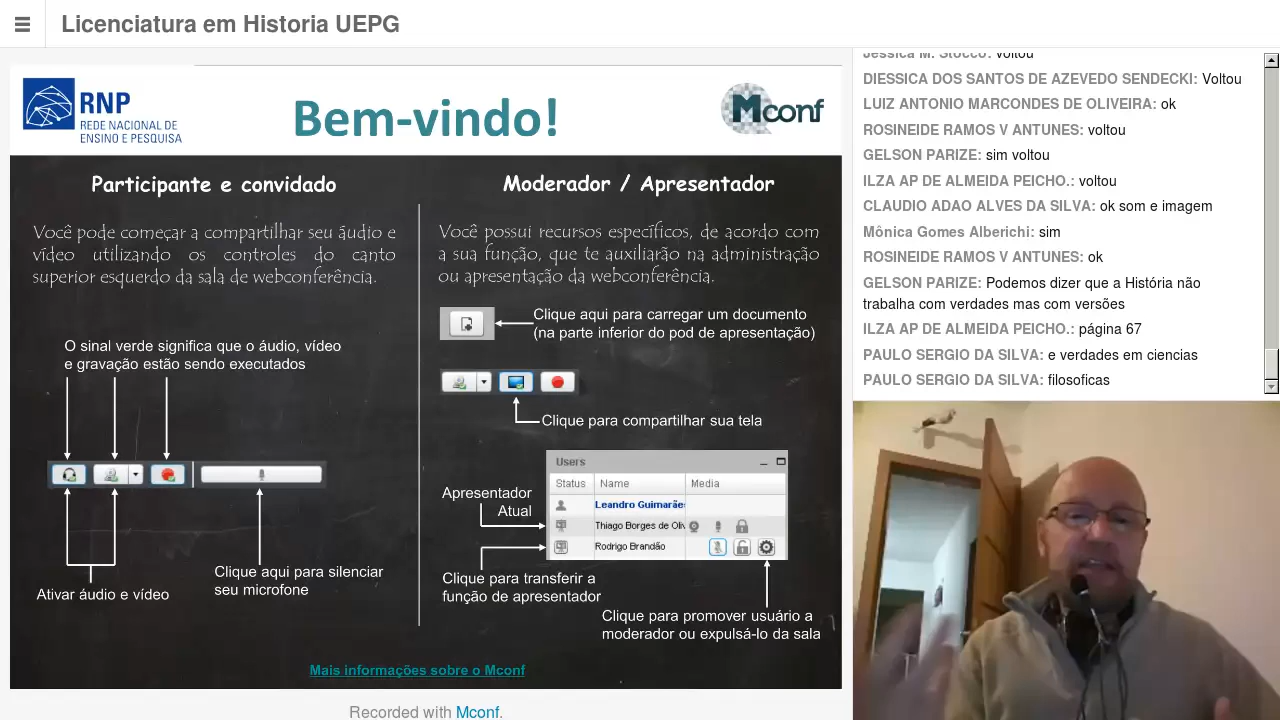 Licenciatura em Historia UEPG
RNP
REDE NACIONAL DE
ENSINO E PESQUISA
Bem-vindo!
Mconf
Participante e convidado
Você pode começar a compartilhar seu áudio e
vídeo utilizando os controles do canto
superior esquerdo da sala de webconferência.
O sinal verde significa que o áudio, vídeo
e gravação estão sendo executados
Ativar áudio e vídeo
Clique aqui para silenciar
seu microfone
Moderador / Apresentador
Você possui recursos específicos, de acordo com
a sua função, que te auxiliarão na administração
ou apresentação da webconferência.
Clique aqui para carregar um documento
(na parte inferior do pod de apresentação)
Clique para compartilhar sua tela
Users
Status Name Media
Leandro Guimarães
Thiago Borges de Oliv
Rodrigo Brandão
Apresentador
Atual
Clique para transferir a
função de apresentador
Clique para promover usuário a
moderador ou expulsá-lo da sala
Mais informações sobre o Mconf
Recorded with Mconf.
Jessica M. Stocco: voltou
DIESSICA DOS SANTOS DE AZEVEDO SENDECKI: Voltou
LUIZ ANTONIO MARCONDES DE OLIVEIRA: ok
ROSINEIDE RAMOS V ANTUNES: voltou
GELSON PARIZE: sim voltou
ILZA AP DE ALMEIDA PEICHO.: voltou
CLAUDIO ADAO ALVES DA SILVA: ok som e imagem
Mônica Gomes Alberichi: sim
ROSINEIDE RAMOS V ANTUNES: ok
GELSON PARIZE: Podemos dizer que a História não
trabalha com verdades mas com versões
ILZA AP DE ALMEIDA PEICHO.: página 67
PAULO SERGIO DA SILVA: e verdades em ciencias
PAULO SERGIO DA SILVA: filosoficas